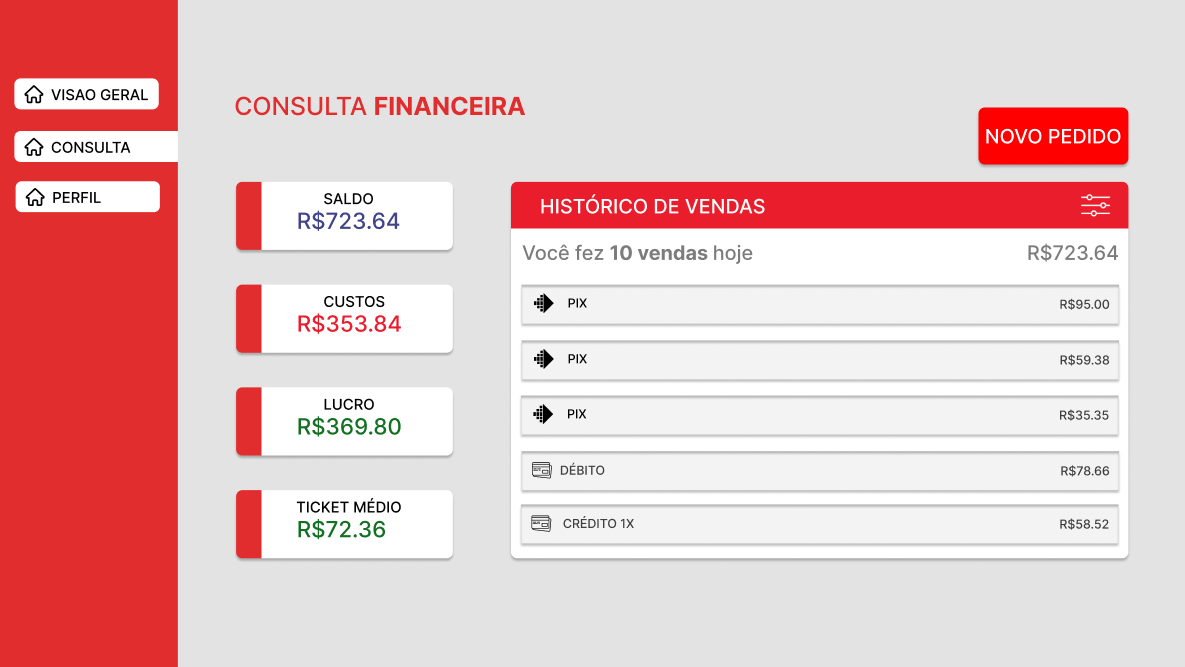 VISAO GERAL
CONSULTA
PERFIL
CONSULTA FINANCEIRA
NOVO PEDIDO
SALDO
R$723.64
CUSTOS
R$353.84
LUCRO
R$369.80
TICKET MÉDIO
R$72.36
HISTÓRICO DE VENDAS
Você fez 10 vendas hoje R$723.64
PIX R$95.00
PIX R$59.38
PIX R$35.35
DÉBITO R$78.66
CRÉDITO 1X R$58.52